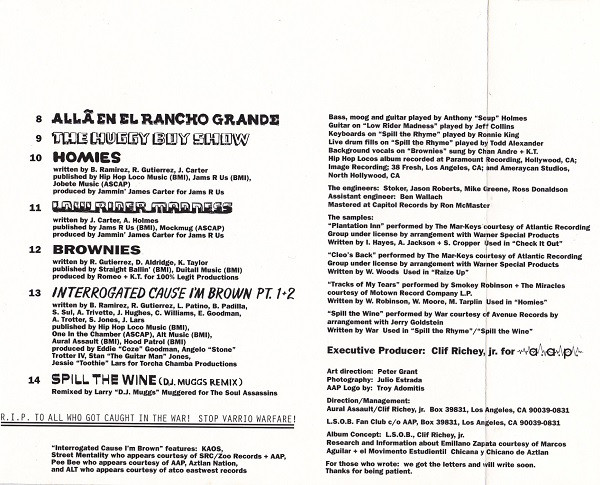 8 ALLÃ EN EL RANCHO GRANDE
9 THE HUGGY BOY SHOW
10 HOMIES
written by B. Ramirez, R. Gutierrez, J. Carter
published by Hip Hop Loco Music (BMI), Jams R Us (BMI),
Jobete Music (ASCAP)
produced by Jammin' James Carter for Jams R Us
11 LOW RIDER MADNESS
written by J. Carter, A. Holmes
published by Jams R Us (BMI), Mockmug (ASCAP)
produced by Jammin' James Carter for Jams R Us
12 BROWNIES
written by R. Gutierrez, D. Aldridge, K. Taylor
published by Straight Ballin' (BMI), Duitall Music (BMI)
produced by Romeo + K.T. for 100% Legit Productions
13 INTERROGATED CAUSE I'M BROWN PT. 1+2
written by B. Ramirez, R. Gutierrez, L. Patino, B. Padilla,
S. Sul, A. Trivette, J. Hughes, C. Williams, E. Goodman,
A. Trotter, S. Jones, J. Lars
published by Hip Hop Loco Music (BMI),
One In the Chamber (ASCAP), Alt Music (BMI),
Aural Assault (BMI), Hood Patrol (BMI)
produced by Eddie "Coze" Goodman, Angelo "Stone"
Trotter IV, Stan "The Guitar Man" Jones,
Jessie "Toothie" Lars for Torcha Chamba Productions
14 SPILL THE WINE (D.J. MUGGS REMIX)
Remixed by Larry "D.J. Muggs" Muggered for The Soul Assassins
R.I.P. TO ALL WHO GOT CAUGHT IN THE WAR! STOP VARRIO WARFARE!
"Interrogated Cause I'm Brown" features: KAOS,
Street Mentality who appears courtesy of SRC/Zoo Records + AAP,
Pee Bee who appears courtesy of AAP, Aztlan Nation,
and ALT who appears courtesy of atco eastwest records
Bass, moog and guitar played by Anthony "Scup" Holmes
Guitar on "Low Rider Madness" played by Jeff Collins
Keyboards on "Spill the Rhyme" played by Ronnie King
Live drum fills on "Spill the Rhyme" played by Todd Alexander
Background vocals on "Brownies" sung by Chan Andre + K.T.
Hip Hop Locos album recorded at Paramount Recording, Hollywood, CA;
Image Recording; 38 Fresh, Los Angeles, CA; and Ameraycan Studios,
North Hollywood, CA
The engineers: Stoker, Jason Roberts, Mike Greene, Ross Donaldson
Assistant engineer: Ben Wallach
Mastered at Capitol Records by Ron McMaster
The samples:
"Plantation Inn" performed by The Mar-Keys courtesy of Atlantic Recording
Group under license by arrangement with Warner Special Products
Written by I. Hayes, A. Jackson + S. Cropper Used in "Check It Out"
"Cleo's Back" performed by The Mar-Keys courtesy of Atlantic Recording
Group under license by arrangement with Warner Special Products
Written by W. Woods Used in "Raize Up"
"Tracks of My Tears" performed by Smokey Robinson + The Miracles
courtesy of Motown Record Company L.P.
Written by W. Robinson, W. Moore, M. Tarplin Used in "Homies"
"Spill the Wine" performed by War courtesy of Avenue Records by
arrangement with Jerry Goldstein
Written by War Used in "Spill the Rhyme"/"Spill the Wine"
Executive Producer: Clif Richey, jr. for aap
Art direction: Peter Grant
Photography: Julio Estrada
AAP Logo by: Troy Adomitis
Direction/Management:
Aural Assault/Clif Richey, jr. Box 39831, Los Angeles, CA 90039-0831
L.S.O.B. Fan Club c/o AAP, Box 39831, Los Angeles, CA 90039-0831
Album Concept: L.S.O.B., Clif Richey, jr.
Research and Information about Emiliano Zapata courtesy of Marcos
Aguilar + el Movimento Estudientil Chicana y Chicano de Aztlan
For those who wrote: we got the letters and will write soon.
Thanks for being patient.